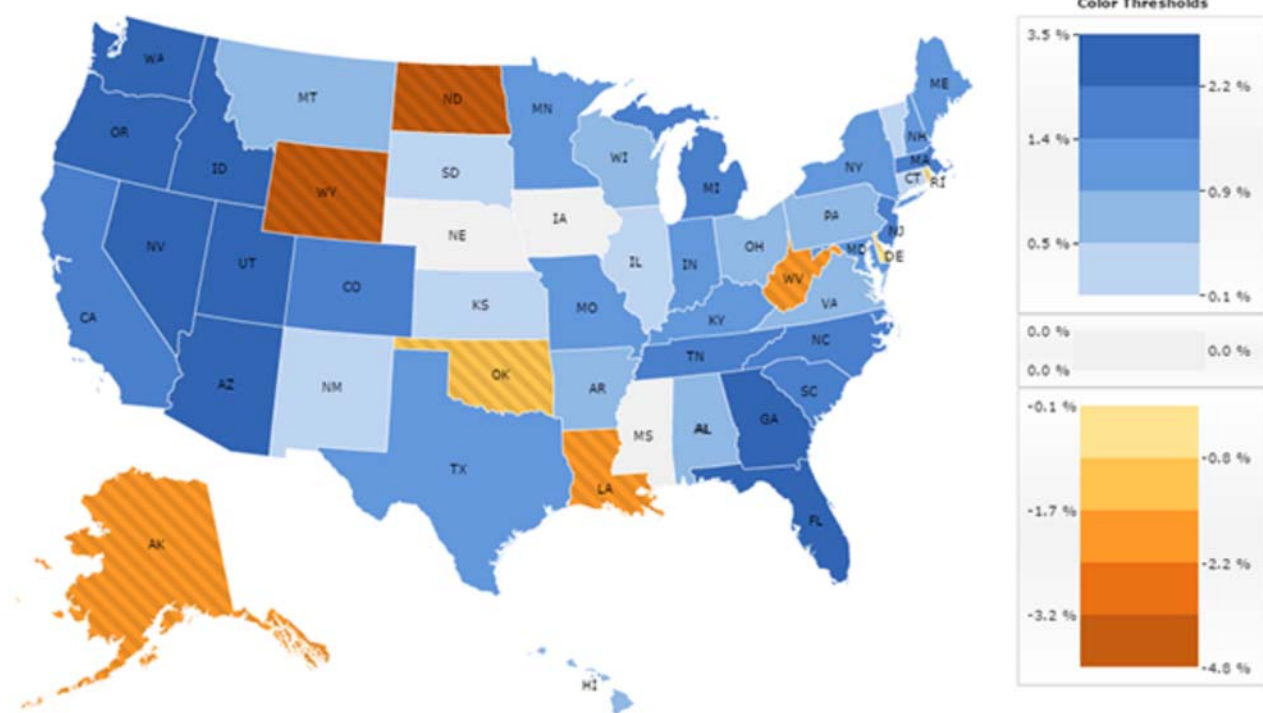 Color Thresholds
3.5 %
2.2 %
1.4 %
0.9 %
0.5 %
0.1 %
0.0 %
0.0 %
0.0 %
-0.1 %
-0.8 %
-1.7 %
-2.2 %
-3.2 %
-4.8 %
WA
MT
ND
MN
ME
OR
ID
SD
WI
MI
NY
NH
MA
CT
RI
WY
NE
IA
PA
NJ
NV
UT
CO
KS
IL
IN
OH
MD
DE
WV
VA
MO
KY
CA
NC
TN
AZ
NM
OK
AR
SC
MS
AL
GA
TX
LA
FL
AK
HI